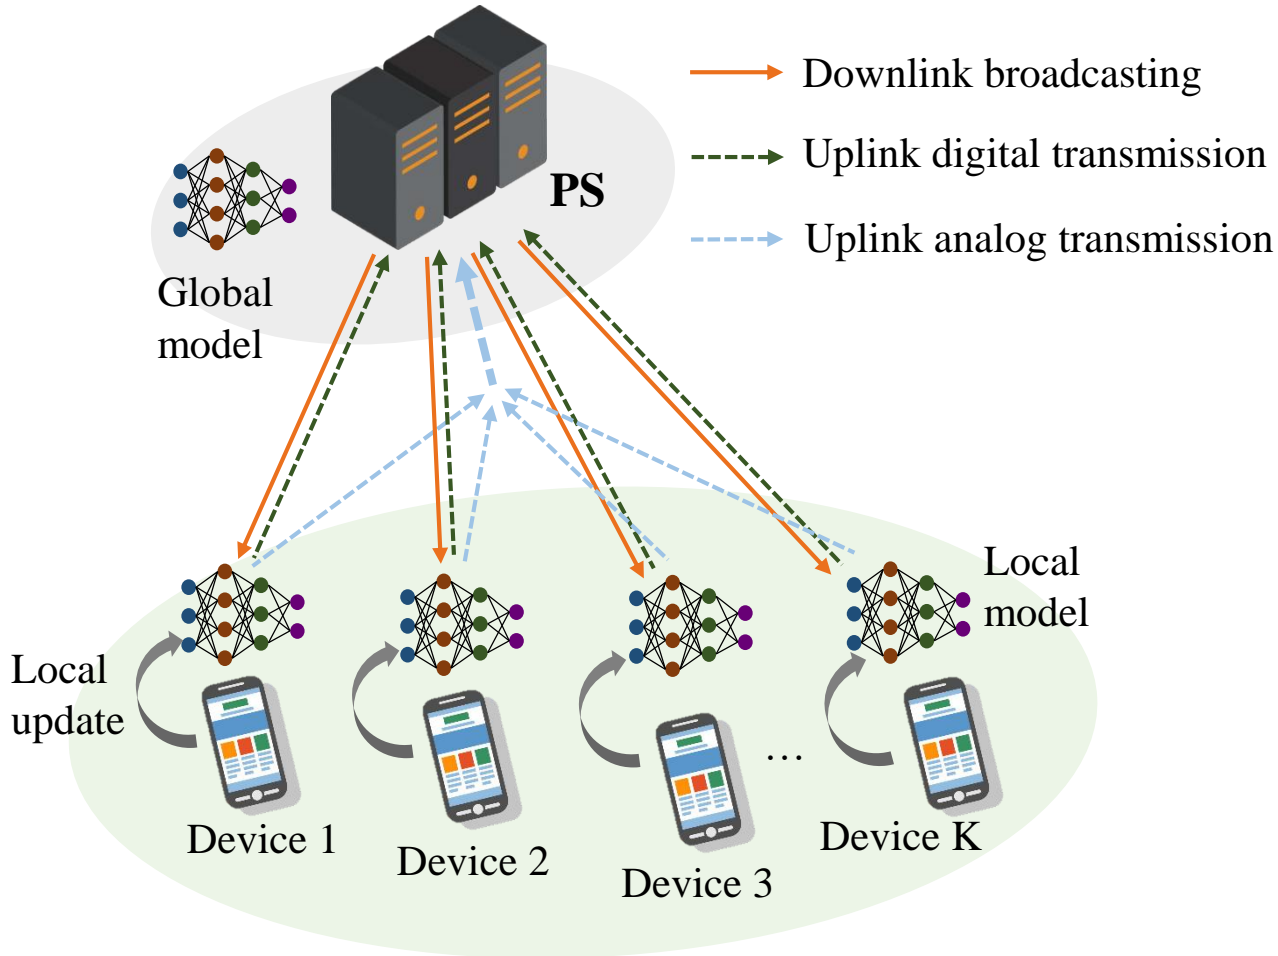 Downlink broadcasting
Uplink digital transmission
Uplink analog transmission
PS
Global
model
Local
model
Local
update
Device 1
Device 2
Device 3
...
Device K